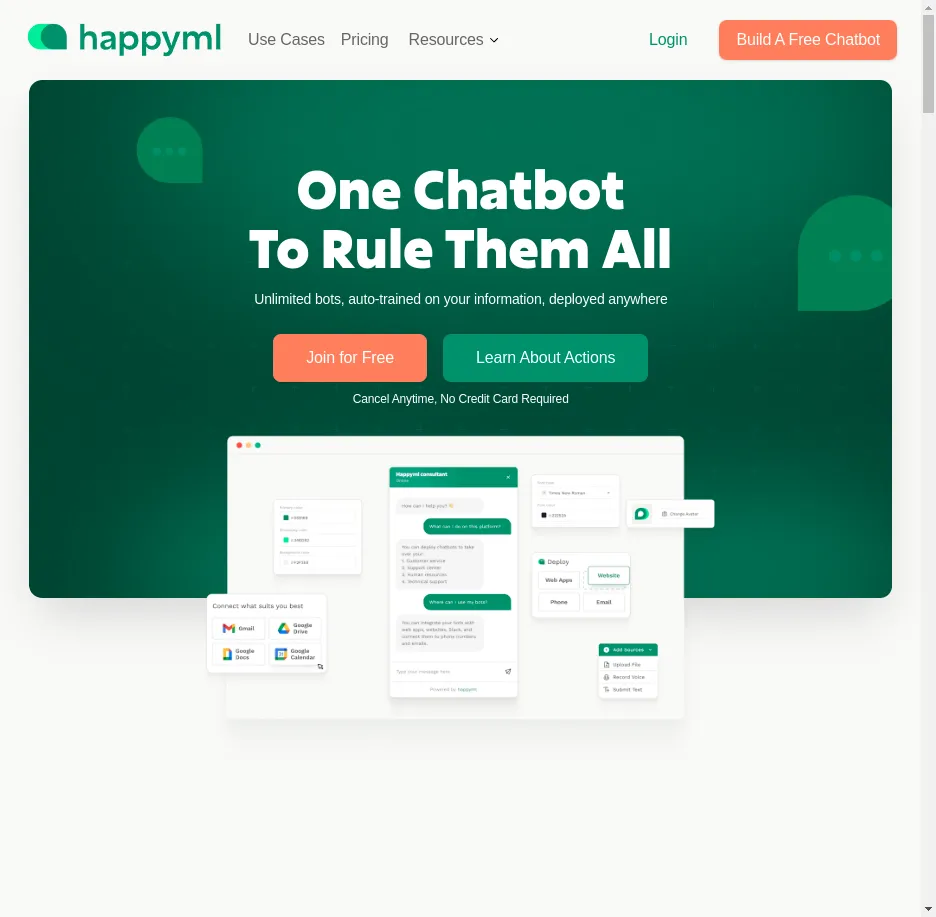 happyml
Use Cases
Pricing
Resources
Login
Build A Free Chatbot
One Chatbot
To Rule Them All
Unlimited bots, auto-trained on your information, deployed anywhere
Join for Free
Learn About Actions
Cancel Anytime, No Credit Card Required
Happyml consultant
How can I help you?
What can I do on this platform?
You can deploy chatbots to take
over your:
1. Customer service
2. Support center
3. Human resources
4. Technical support
Where can I use my bots?
You can integrate your bots with
web apps, websites, Slack, and
connect them to phone numbers
and emails.
Type your message here
Powered by happyml
Times New Roman
Change Avatar
Deploy
Web Apps
Website
Phone
Email
Connect what suits you best
Gmail
Google
Drive
Google
Docs
Google
Calendar
Add sources
Upload File
Record Voice
Submit Text